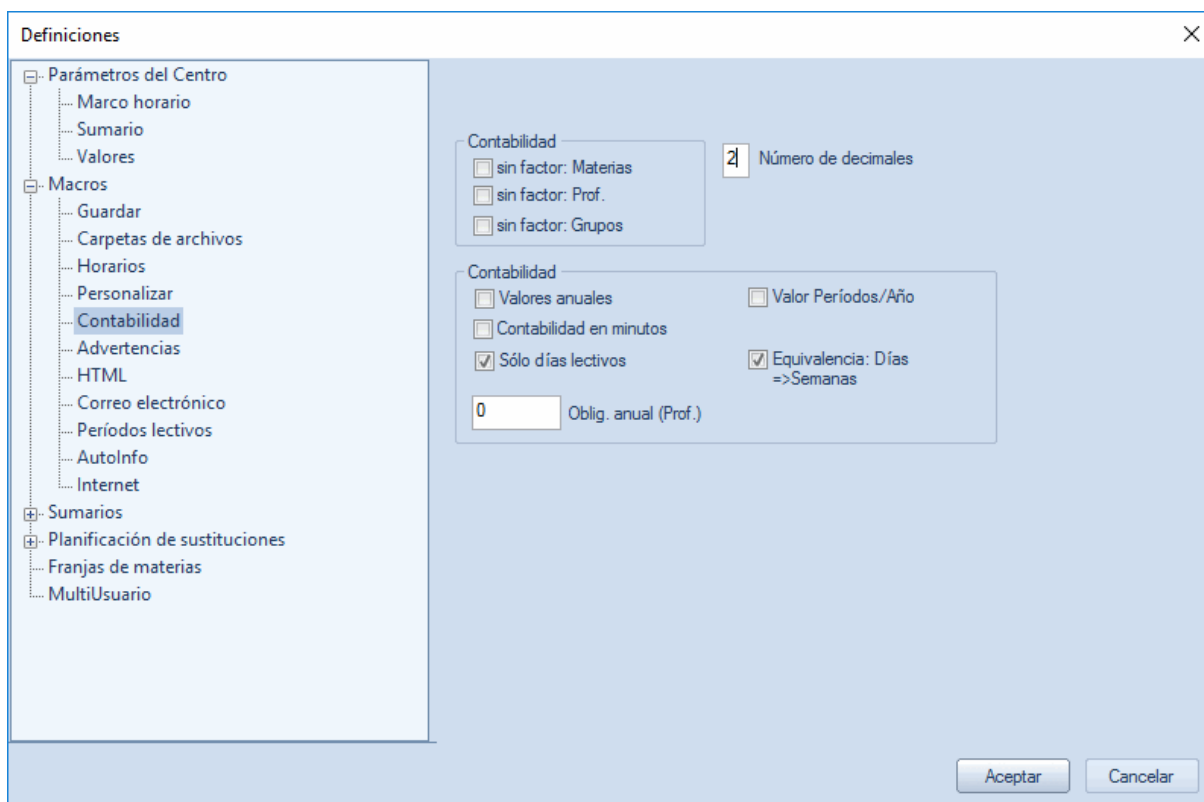 Definiciones
Parámetros del Centro
Marco horario
Sumario
Valores
Macros
Guardar
Carpetas de archivos
Horarios
Personalizar
Contabilidad
Advertencias
HTML
Correo electrónico
Períodos lectivos
AutoInfo
Internet
Sumarios
Planificación de sustituciones
Franjas de materias
MultiUsuario
Contabilidad
sin factor: Materias
sin factor: Prof.
sin factor: Grupos
2 Número de decimales
Contabilidad
Valores anuales
Valor Períodos/Año
Contabilidad en minutos
Sólo días lectivos
Equivalencia: Días
=>Semanas
0 Oblig. anual (Prof.)
Aceptar
Cancelar